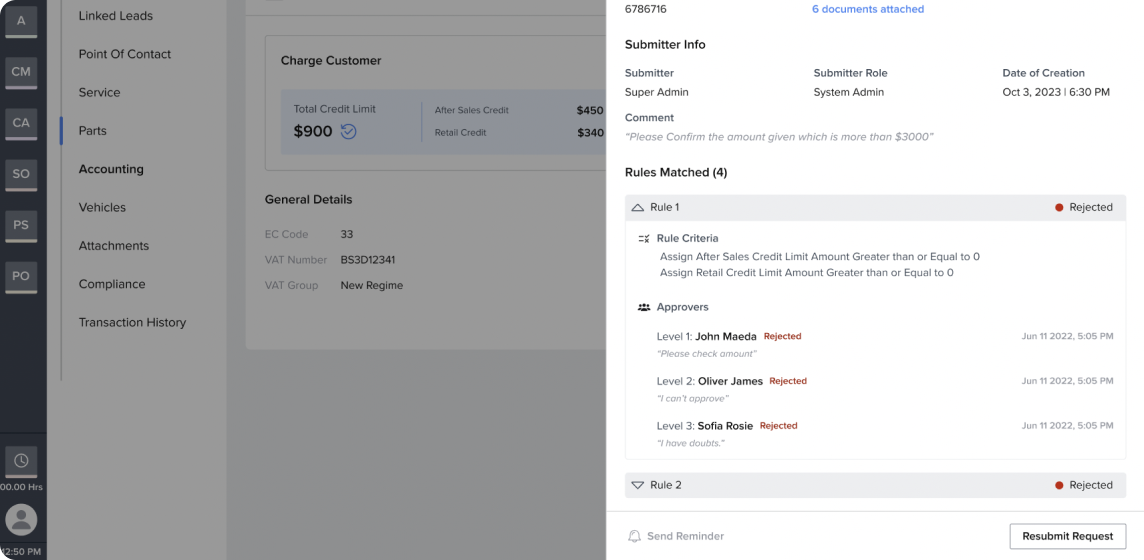 A
CM
CA
SO
PS
PO
00.00 Hrs
12:50 PM
Linked Leads
Point Of Contact
Service
Parts
Accounting
Vehicles
Attachments
Compliance
Transaction History
Charge Customer
Total Credit Limit
$900
After Sales Credit $450
Retail Credit $340
General Details
EC Code 33
VAT Number BS3D12341
VAT Group New Regime
6786716 6 documents attached
Submitter Info
Submitter Submitter Role Date of Creation
Super Admin System Admin Oct 3, 2023 | 6:30 PM
Comment
“Please Confirm the amount given which is more than $3000”
Rules Matched (4)
Rule 1 Rejected
Rule Criteria
Assign After Sales Credit Limit Amount Greater than or Equal to 0
Assign Retail Credit Limit Amount Greater than or Equal to 0
Approvers
Level 1: John Maeda Rejected Jun 11 2022, 5:05 PM
“Please check amount”
Level 2: Oliver James Rejected Jun 11 2022, 5:05 PM
“I can’t approve”
Level 3: Sofia Rosie Rejected Jun 11 2022, 5:05 PM
“I have doubts.”
Rule 2 Rejected
Send Reminder Resubmit Request